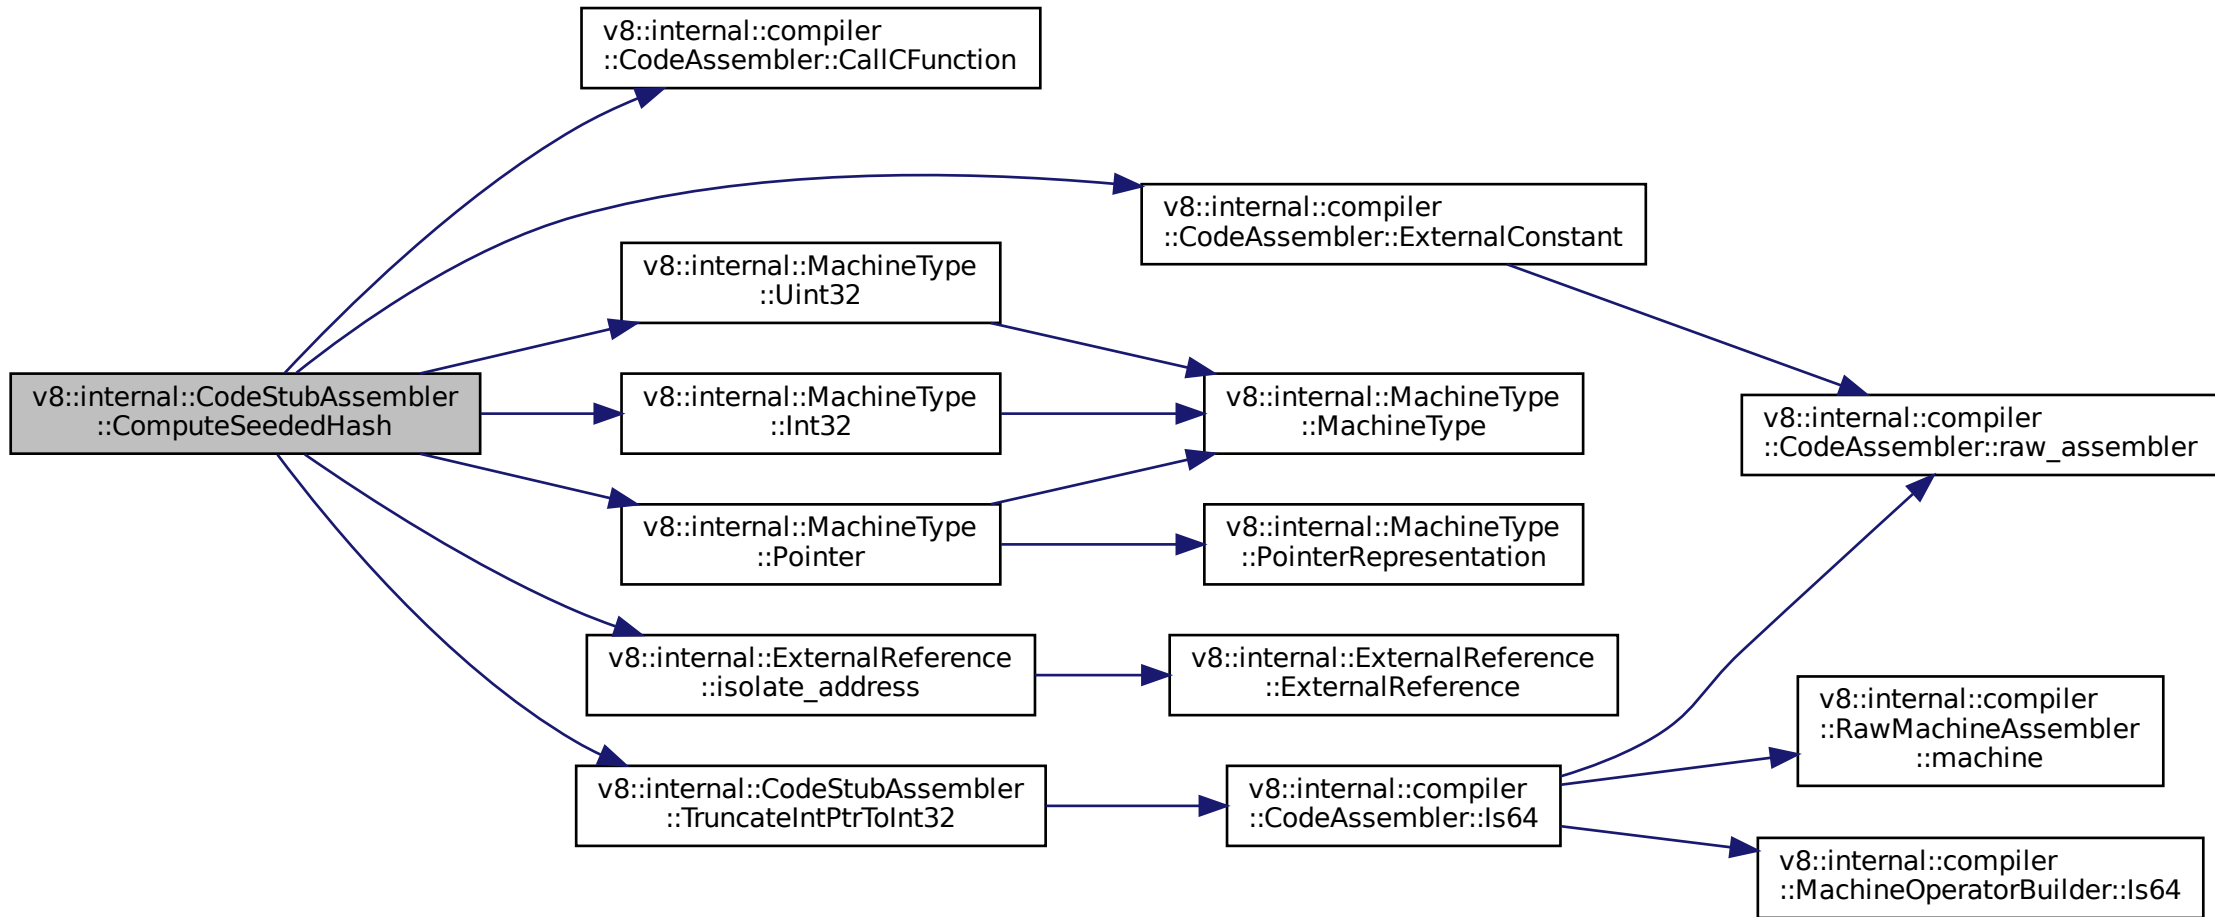 v8::internal::compiler
::CodeAssembler::CallCFunction
v8::internal::compiler
::CodeAssembler::ExternalConstant
v8::internal::MachineType
::Uint32
v8::internal::CodeStubAssembler
::ComputeSeededHash
v8::internal::MachineType
::Int32
v8::internal::MachineType
::MachineType
v8::internal::compiler
::CodeAssembler::raw_assembler
v8::internal::MachineType
::Pointer
v8::internal::MachineType
::PointerRepresentation
v8::internal::ExternalReference
::isolate_address
v8::internal::ExternalReference
::ExternalReference
v8::internal::compiler
::RawMachineAssembler
::machine
v8::internal::CodeStubAssembler
::TruncateIntPtrToInt32
v8::internal::compiler
::CodeAssembler::Is64
v8::internal::compiler
::MachineOperatorBuilder::Is64